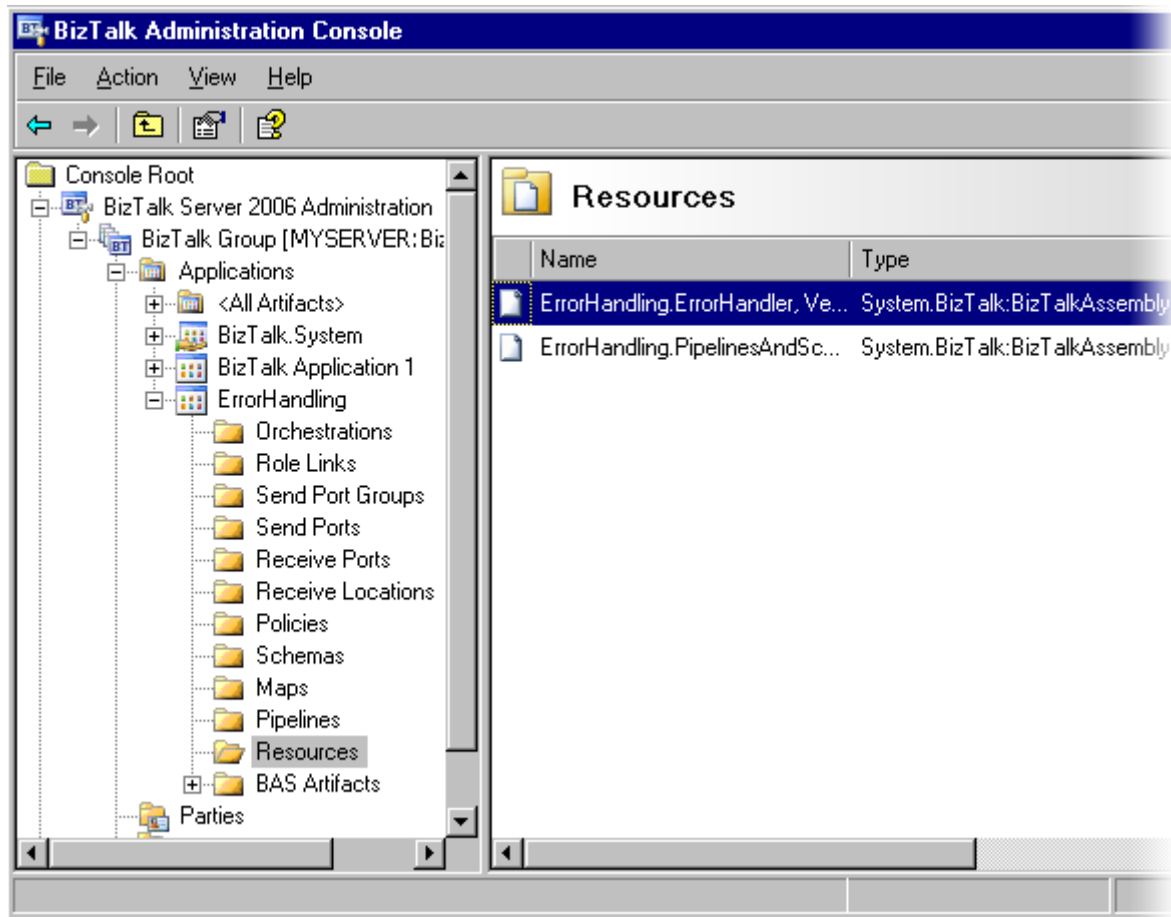 BizTalk Administration Console
File Action View Help
Console Root
BizTalk Server 2006 Administration
BizTalk Group [MYSERVER:Biz
Applications
<All Artifacts>
BizTalk.System
BizTalk Application 1
ErrorHandling
Orchestrations
Role Links
Send Port Groups
Send Ports
Receive Ports
Receive Locations
Policies
Schemas
Maps
Pipelines
Resources
BAS Artifacts
Parties
Resources
Name Type
ErrorHandling.ErrorHandler, Ve... System.BizTalk:BizTalkAssembly
ErrorHandling.PipelinesAndSc... System.BizTalk:BizTalkAssembly